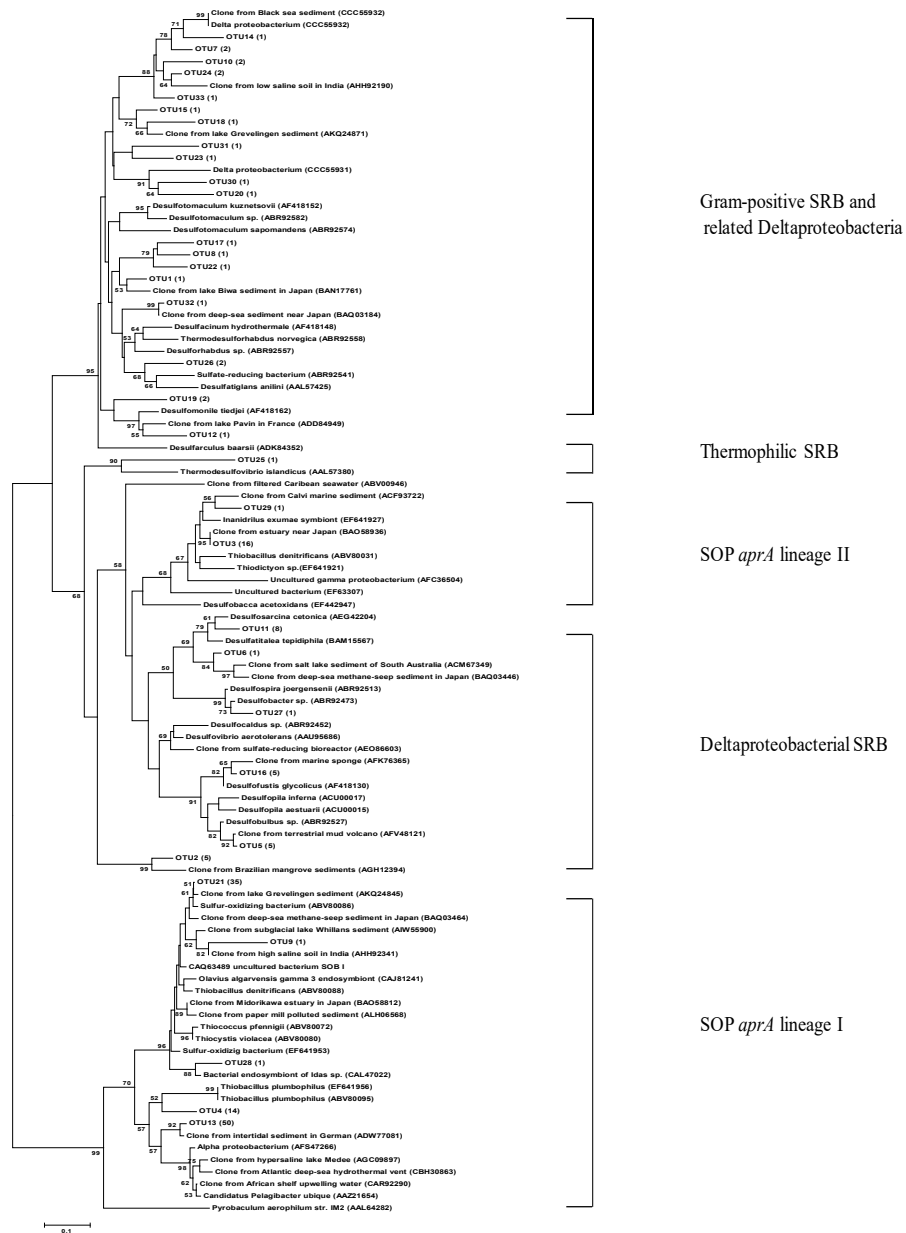 Clone from Black sea sediment (CCC55932)
99
Delta proteobacterium (CCC55932)
71
OTU14 (1)
78
OTU7 (2)
OTU10 (2)
88
OTU24 (2)
64
Clone from low saline soil in India (AHH92190)
OTU33 (1)
OTU15 (1)
72
OTU18 (1)
66
Clone from lake Grevelingen sediment (AKQ24871)
OTU31 (1)
OTU23 (1)
Delta proteobacterium (CCC55931)
91
OTU30 (1)
64
OTU20 (1)
Gram-positive SRB and
related Deltaproteobacteria
Desulfotomaculum kuznetsovii (AF418152)
95
Desulfotomaculum sp. (ABR92582)
Desulfotomaculum sapomandens (ABR92574)
OTU17 (1)
79
OTU8 (1)
OTU22 (1)
OTU1 (1)
53
Clone from lake Biwa sediment in Japan (BAN17761)
OTU32 (1)
99
Clone from deep-sea sediment near Japan (BAQ03184)
Desulfacinum hydrothermale (AF418148)
64
Thermodesulforhabdus norvegica (ABR92558)
53
Desulforhabdus sp. (ABR92557)
OTU26 (2)
68
Sulfate-reducing bacterium (ABR92541)
66
Desulfatiglans anilini (AAL57425)
95
OTU19 (2)
Desulfomonile tiedjei (AF418162)
97
Clone from lake Pavin in France (ADD84949)
55
OTU12 (1)
Desulfarculus baarsii (ADK84352)
90
OTU25 (1)
Thermodesulfovibrio islandicus (AAL57380)
Thermophilic SRB
Clone from filtered Caribean seawater (ABV00946)
Clone from Calvi marine sediment (ACF93722)
56
OTU29 (1)
Inanidrilus exumae symbiont (EF641927)
Clone from estuary near Japan (BAO58936)
95
OTU3 (16)
67
Thiobacillus denitrificans (ABV80031)
58
Thiodictyon sp.(EF641921)
68
Uncultured gamma proteobacterium (AFC36504)
Uncultured bacterium (EF63307)
Desulfobacca acetoxidans (EF442947)
SOP aprA lineage II
68
Desulfosarcina cetonica (AEG42204)
61
79
OTU11 (8)
69
Desulfatitalea tepidiphila (BAM15567)
OTU6 (1)
84
Clone from salt lake sediment of South Australia (ACM67349)
50
97
Clone from deep-sea methane-seep sediment in Japan (BAQ03446)
Desulfospira joergensenii (ABR92513)
99
Desulfobacter sp. (ABR92473)
73
OTU27 (1)
Desulfocaldus sp. (ABR92452)
69
Desulfovibrio aerotolerans (AAU95686)
Clone from sulfate-reducing bioreactor (AEO86603)
Deltaproteobacterial SRB
Clone from marine sponge (AFK76365)
65
82
OTU16 (5)
Desulfofustis glycolicus (AF418130)
91
Desulfopila inferna (ACU00017)
Desulfopila aestuarii (ACU00015)
Desulfobulbus sp. (ABR92527)
82
Clone from terrestrial mud volcano (AFV48121)
92
OTU5 (5)
OTU2 (5)
99
Clone from Brazilian mangrove sediments (AGH12394)
51
OTU21 (35)
61
Clone from lake Grevelingen sediment (AKQ24845)
Sulfur-oxidizing bacterium (ABV80086)
Clone from deep-sea methane-seep sediment in Japan (BAQ03464)
Clone from subglacial lake Whillans sediment (AIW55900)
62
OTU9 (1)
82
Clone from high saline soil in India (AHH92341)
CAQ63489 uncultured bacterium SOB I
Olavius algarvensis gamma 3 endosymbiont (CAJ81241)
Thiobacillus denitrificans (ABV80088)
Clone from Midorikawa estuary in Japan (BAO58812)
89
Clone from paper mill polluted sediment (ALH06568)
SOP aprA lineage I
Thiococcus pfennigii (ABV80072)
96
Thiocystis violacea (ABV80080)
96
Sulfur-oxidizig bacterium (EF641953)
OTU28 (1)
88
Bacterial endosymbiont of Idas sp. (CAL47022)
70
99
Thiobacillus plumbophilus (EF641956)
Thiobacillus plumbophilus (ABV80095)
52
OTU4 (14)
57
OTU13 (50)
92
Clone from intertidal sediment in German (ADW77081)
57
Alpha proteobacterium (AFS47266)
75
Clone from hypersaline lake Medee (AGC09897)
98
Clone from Atlantic deep-sea hydrothermal vent (CBH30863)
62
Clone from African shelf upwelling water (CAR92290)
53
Candidatus Pelagibacter ubique (AAZ21654)
99
Pyrobaculum aerophilum str. IM2 (AAL64282)
0.1